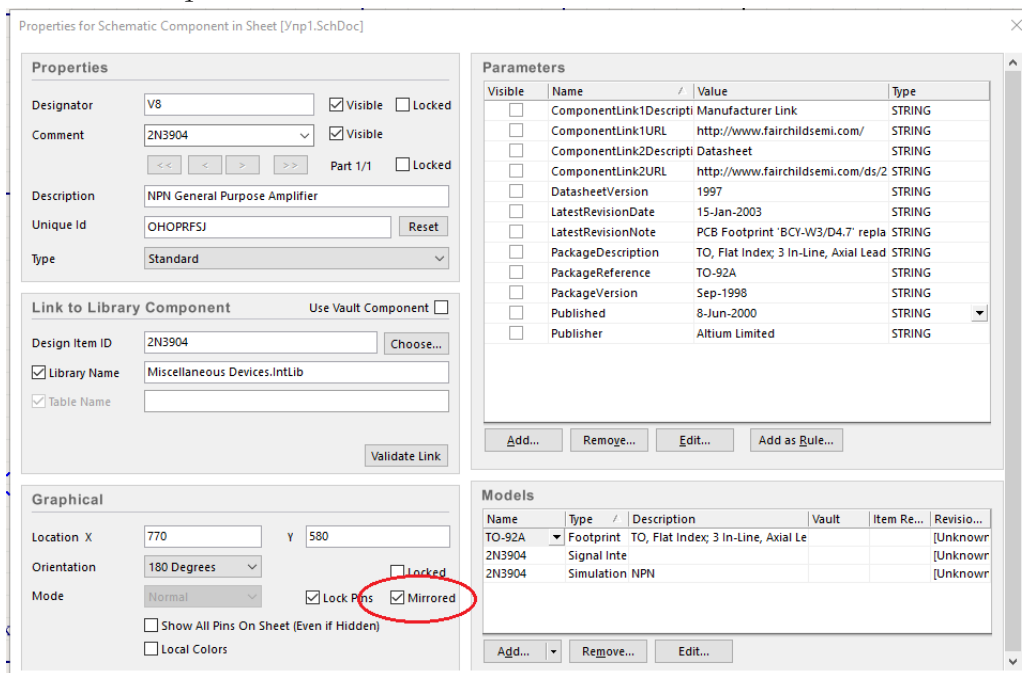 Properties for Schematic Component in Sheet [Упр1.SchDoc]
Properties
Designator V8 Visible Locked
Comment 2N3904 Visible
<< < > >> Part 1/1 Locked
Description NPN General Purpose Amplifier
Unique Id OHOPRFSJ Reset
Type Standard
Link to Library Component Use Vault Component
Design Item ID 2N3904 Choose...
Library Name Miscellaneous Devices.IntLib
Table Name
Validate Link
Graphical
Location X 770 Y 580
Orientation 180 Degrees Locked
Mode Normal Lock Pins Mirrored
Show All Pins On Sheet (Even if Hidden)
Local Colors
Parameters
Visible Name Value Type
ComponentLink1Descripti Manufacturer Link STRING
ComponentLink1URL http://www.fairchildsemi.com/ STRING
ComponentLink2Descripti Datasheet STRING
ComponentLink2URL http://www.fairchildsemi.com/ds/2 STRING
DatasheetVersion 1997 STRING
LatestRevisionDate 15-Jan-2003 STRING
LatestRevisionNote PCB Footprint 'BCY-W3/D4.7' repla STRING
PackageDescription TO, Flat Index; 3 In-Line, Axial Lead STRING
PackageReference TO-92A STRING
PackageVersion Sep-1998 STRING
Published 8-Jun-2000 STRING
Publisher Altium Limited STRING
Add... Remove... Edit... Add as Rule...
Models
Name Type Description Vault Item Re... Revisio...
TO-92A Footprint TO, Flat Index; 3 In-Line, Axial Le [Unknown
2N3904 Signal Inte [Unknown
2N3904 Simulation NPN [Unknown
Add... Remove... Edit...